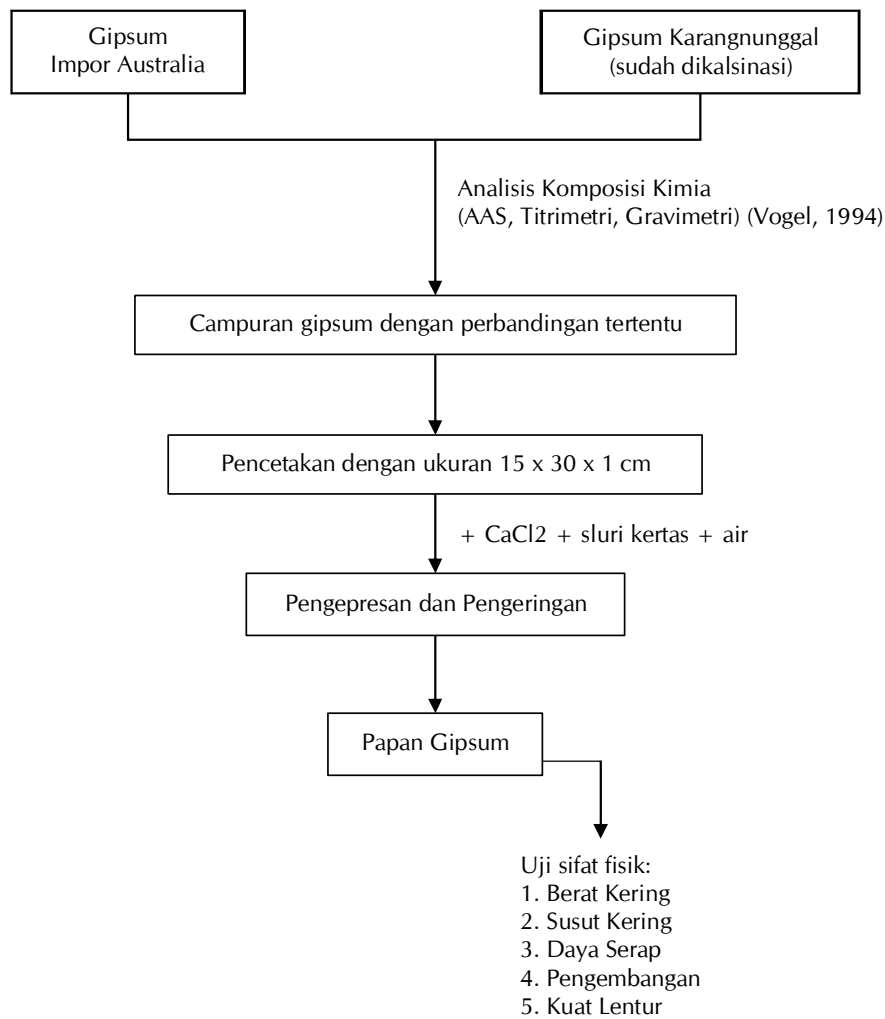 Gipsum
Impor Australia
Gipsum Karangnunggal
(sudah dikalsinasi)
Analisis Komposisi Kimia
(AAS, Titrimetri, Gravimetri) (Vogel, 1994)
Campuran gipsum dengan perbandingan tertentu
Pencetakan dengan ukuran 15 x 30 x 1 cm
+ CaCl2 + sluri kertas + air
Pengepresan dan Pengeringan
Papan Gipsum
Uji sifat fisik:
1. Berat Kering
2. Susut Kering
3. Daya Serap
4. Pengembangan
5. Kuat Lentur